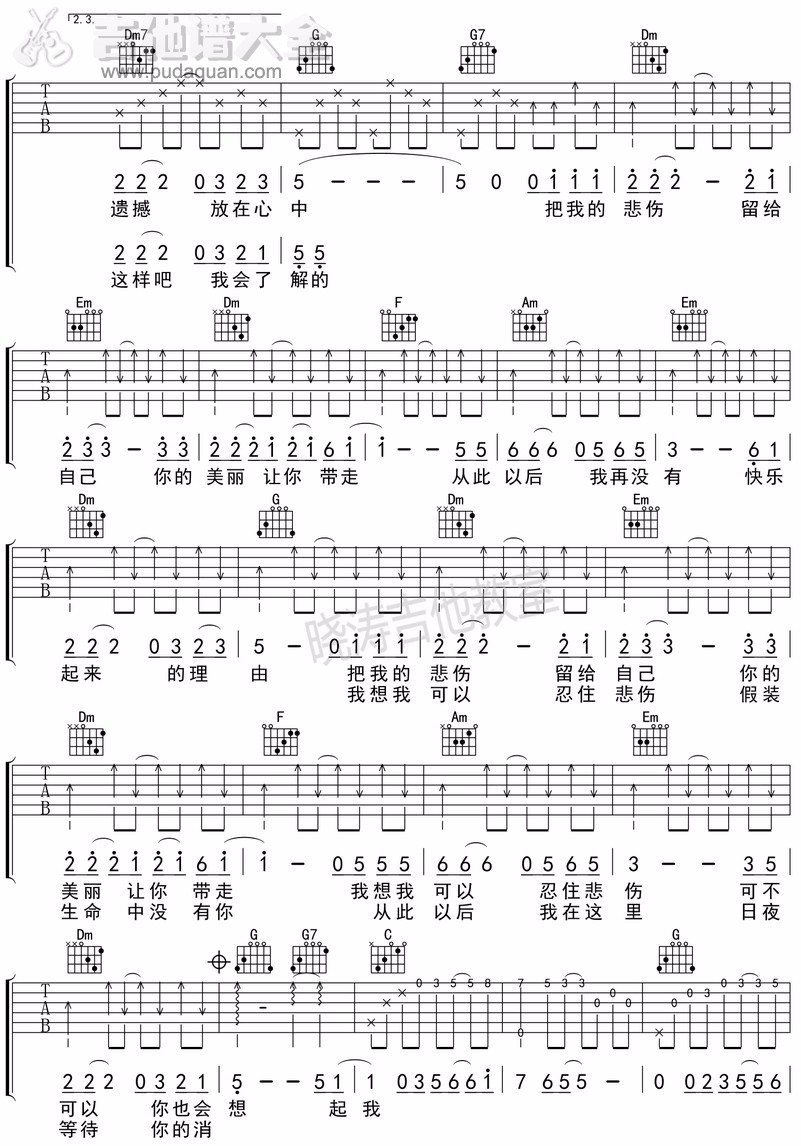 2.3.
吉他谱大全
www.pudaquan.com
Dm7 G G7 Dm
T
A
B
2 2 2 0 3 2 3 | 5 - - - | 5 0 0 1 1 1 | 2 2 2 - 2 1
遗憾 放在心中 把我的 悲伤 留给
2 2 2 0 3 2 1 | 5 5
这样吧 我会了 解的
Em Dm F Am Em
T
A
B
2 3 3 - 3 3 | 2 2 2 1 2 1 6 1 | 1 - - 5 5 | 6 6 6 0 5 6 5 | 3 - - 6 1
自己 你的 美丽 让你 带走 从此 以后 我再没 有 快乐
Dm G Dm Em
T
A
B
2 2 2 0 3 2 3 | 5 - 0 1 1 1 | 2 2 2 - 2 1 | 2 3 3 - 3 3
起来 的理 由 把我的 悲伤 留给 自己 你的
我想我 可以 忍住 悲伤 假装
晓涛吉他教室
Dm F Am Em
T
A
B
2 2 2 1 2 1 6 1 | 1 - 0 5 5 5 | 6 6 6 0 5 6 5 | 3 - - 3 5
美丽 让你 带走 我想我 可以 忍住悲 伤 可不
生命 中没 有你 从此 以后 我在这 里 日夜
Dm G G7 C G
T
A
B
0 3 5 5 8 7 5 3 3 0 0 0 0 0 3 0 3 3 5
0
2 2 2 0 3 2 1 | 5 - - 5 1 | 1 0 3 5 6 6 1 | 7 6 5 5 - | 0 0 2 3 5 5 6
可以 你也会 想 起我
等待 你的消